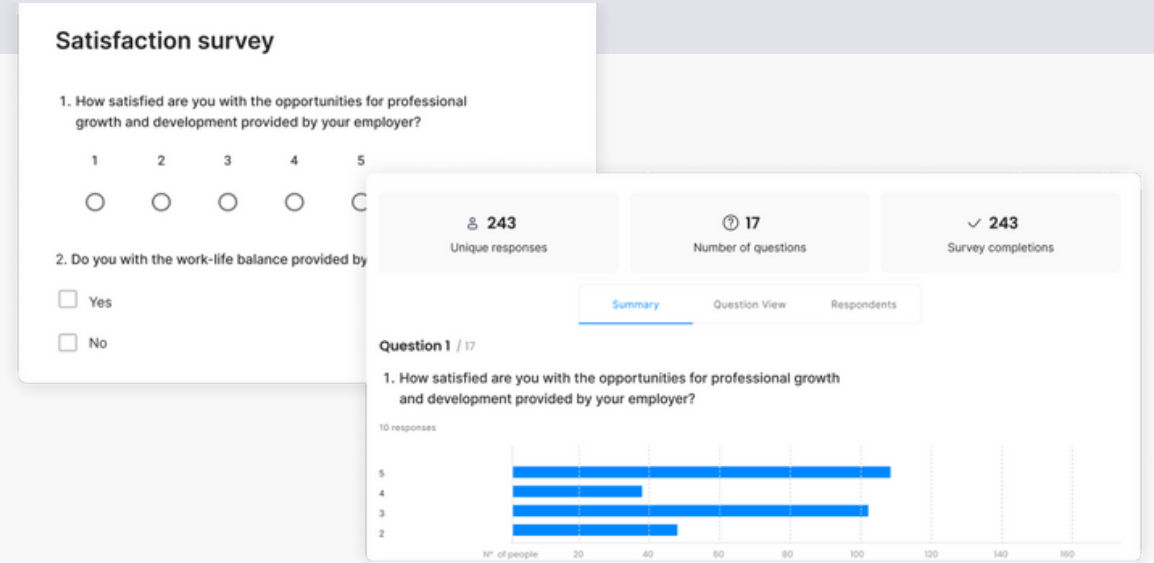 Satisfaction survey
1. How satisfied are you with the opportunities for professional
growth and development provided by your employer?
1 2 3 4 5
2. Do you with the work-life balance provided by
Yes
No
243
Unique responses
17
Number of questions
243
Survey completions
Summary Question View Respondents
Question 1 / 17
1. How satisfied are you with the opportunities for professional growth
and development provided by your employer?
10 responses
5
4
3
2
N° of people 20 40 60 80 100 120 140 160